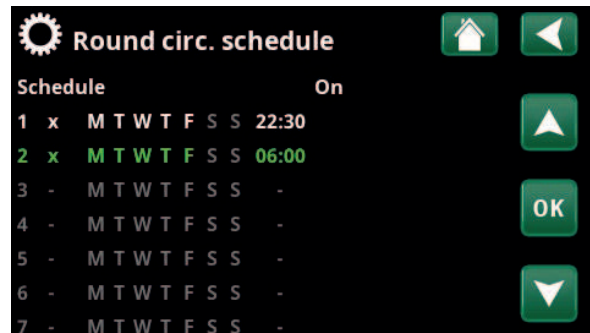 Round circ. schedule
Schedule On
1 x M T W T F S S 22:30
2 x M T W T F S S 06:00
3 - M T W T F S S -
4 - M T W T F S S -
OK
5 - M T W T F S S -
6 - M T W T F S S -
7 - M T W T F S S -